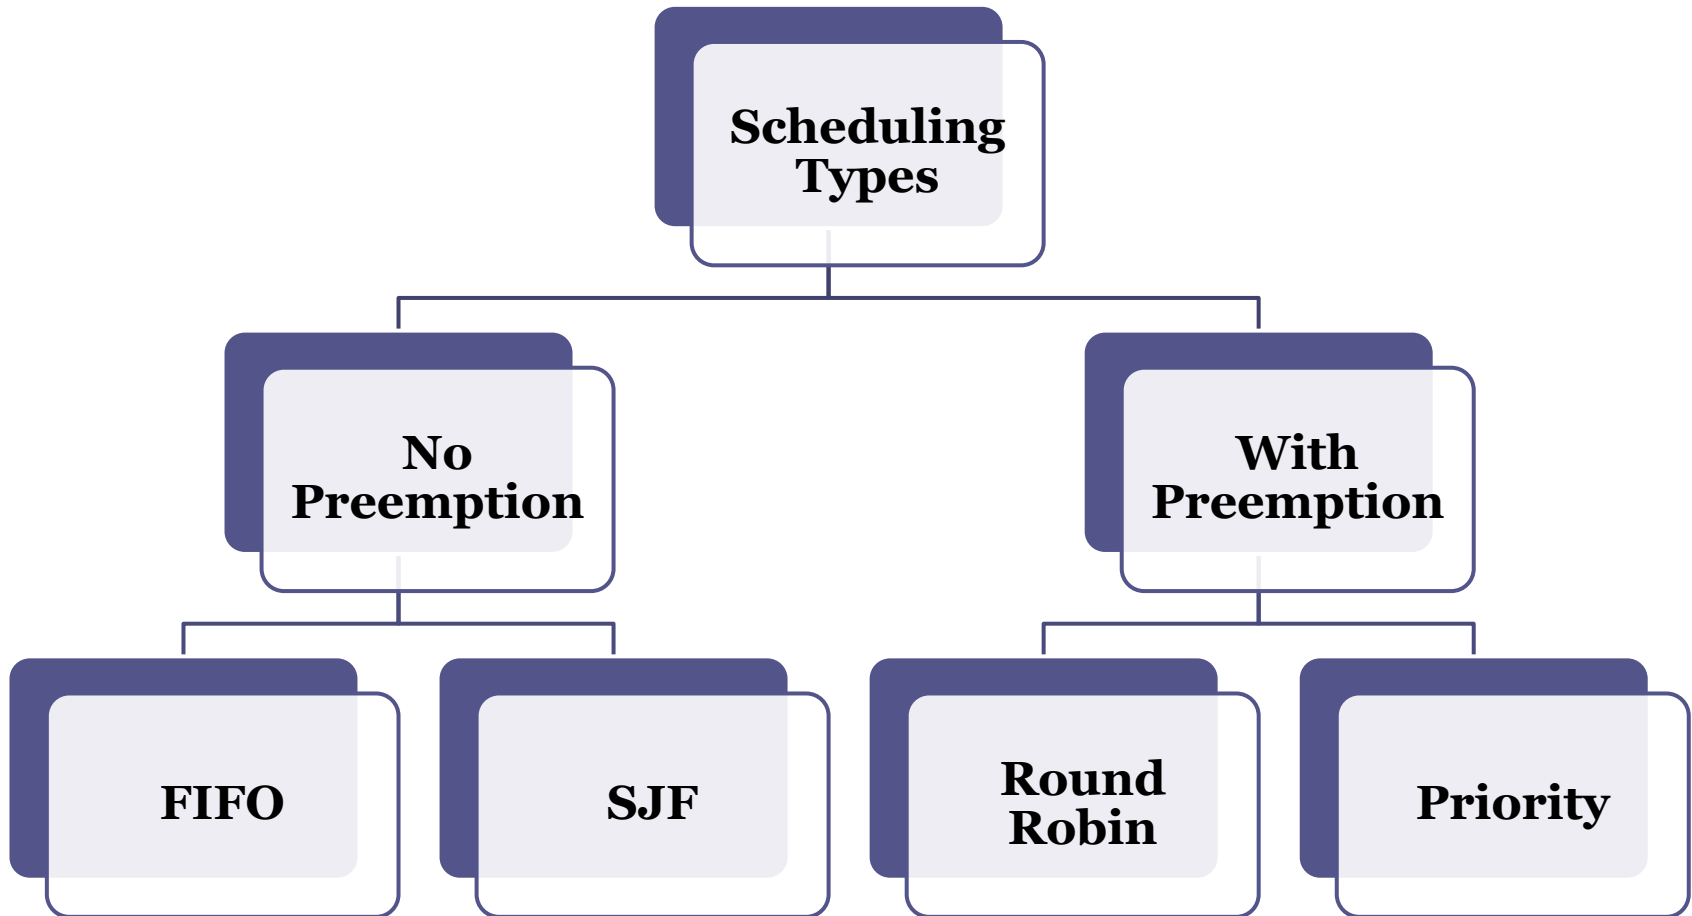 Scheduling
Types
No
Preemption
With
Preemption
FIFO
SJF
Round
Robin
Priority